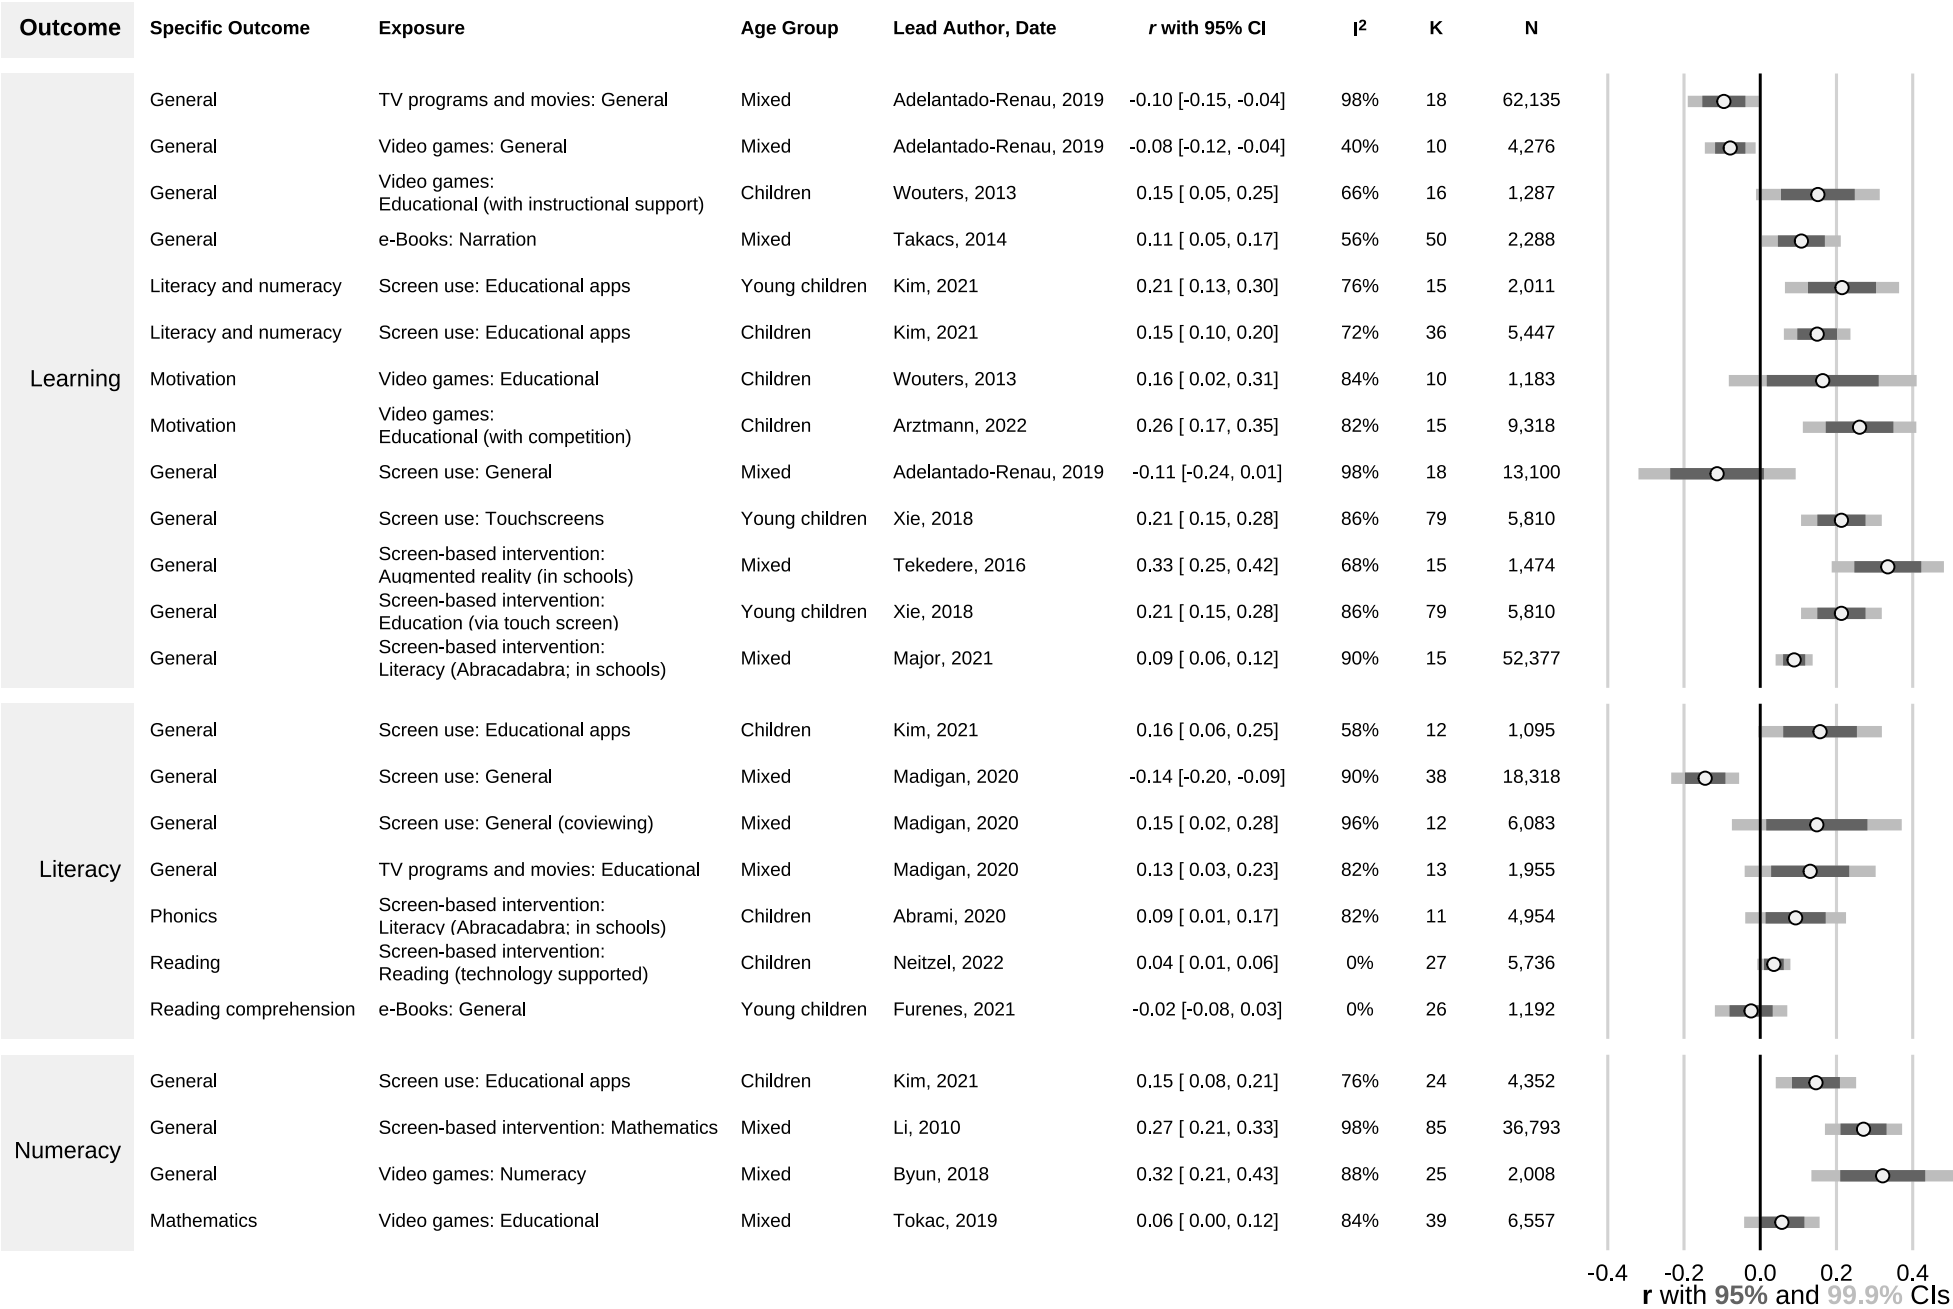 Outcome Specific Outcome Exposure Age Group Lead Author, Date r with 95% CI I2 K N
Learning
General TV programs and movies: General Mixed Adelantado-Renau, 2019 -0.10 [-0.15, -0.04] 98% 18 62,135
General Video games: General Mixed Adelantado-Renau, 2019 -0.08 [-0.12, -0.04] 40% 10 4,276
General Video games:
Educational (with instructional support) Children Wouters, 2013 0.15 [ 0.05, 0.25] 66% 16 1,287
General e-Books: Narration Mixed Takacs, 2014 0.11 [ 0.05, 0.17] 56% 50 2,288
Literacy and numeracy Screen use: Educational apps Young children Kim, 2021 0.21 [ 0.13, 0.30] 76% 15 2,011
Literacy and numeracy Screen use: Educational apps Children Kim, 2021 0.15 [ 0.10, 0.20] 72% 36 5,447
Motivation Video games: Educational Children Wouters, 2013 0.16 [ 0.02, 0.31] 84% 10 1,183
Motivation Video games:
Educational (with competition) Children Arztmann, 2022 0.26 [ 0.17, 0.35] 82% 15 9,318
General Screen use: General Mixed Adelantado-Renau, 2019 -0.11 [-0.24, 0.01] 98% 18 13,100
General Screen use: Touchscreens Young children Xie, 2018 0.21 [ 0.15, 0.28] 86% 79 5,810
General Screen-based intervention:
Augmented reality (in schools) Mixed Tekedere, 2016 0.33 [ 0.25, 0.42] 68% 15 1,474
General Screen-based intervention:
Education (via touch screen) Young children Xie, 2018 0.21 [ 0.15, 0.28] 86% 79 5,810
General Screen-based intervention:
Literacy (Abracadabra; in schools) Mixed Major, 2021 0.09 [ 0.06, 0.12] 90% 15 52,377
Literacy
General Screen use: Educational apps Children Kim, 2021 0.16 [ 0.06, 0.25] 58% 12 1,095
General Screen use: General Mixed Madigan, 2020 -0.14 [-0.20, -0.09] 90% 38 18,318
General Screen use: General (coviewing) Mixed Madigan, 2020 0.15 [ 0.02, 0.28] 96% 12 6,083
General TV programs and movies: Educational Mixed Madigan, 2020 0.13 [ 0.03, 0.23] 82% 13 1,955
Phonics Screen-based intervention:
Literacy (Abracadabra; in schools) Children Abrami, 2020 0.09 [ 0.01, 0.17] 82% 11 4,954
Reading Screen-based intervention:
Reading (technology supported) Children Neitzel, 2022 0.04 [ 0.01, 0.06] 0% 27 5,736
Reading comprehension e-Books: General Young children Furenes, 2021 -0.02 [-0.08, 0.03] 0% 26 1,192
Numeracy
General Screen use: Educational apps Children Kim, 2021 0.15 [ 0.08, 0.21] 76% 24 4,352
General Screen-based intervention: Mathematics Mixed Li, 2010 0.27 [ 0.21, 0.33] 98% 85 36,793
General Video games: Numeracy Mixed Byun, 2018 0.32 [ 0.21, 0.43] 88% 25 2,008
Mathematics Video games: Educational Mixed Tokac, 2019 0.06 [ 0.00, 0.12] 84% 39 6,557
-0.4 -0.2 0.0 0.2 0.4
r with 95% and 99.9% CIs